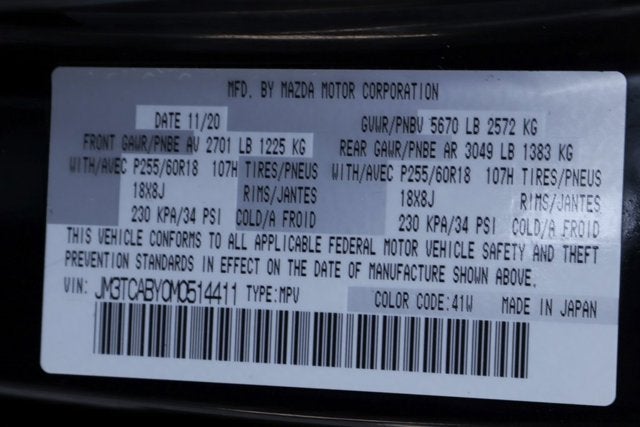 MFD. BY MAZDA MOTOR CORPORATION
DATE 11/20 GVWR/PNBV 5670 LB 2572 KG
FRONT GAWR/PNBE AV 2701 LB 1225 KG REAR GAWR/PNBE AR 3049 LB 1383 KG
WITH/AVEC P255/60R18 107H TIRES/PNEUS WITH/AVEC P255/60R18 107H TIRES/PNEUS
18X8J RIMS/JANTES 18X8J RIMS/JANTES
230 KPA/34 PSI COLD/A FROID 230 KPA/34 PSI COLD/A FROID
THIS VEHICLE CONFORMS TO ALL APPLICABLE FEDERAL MOTOR VEHICLE SAFETY AND THEFT
PREVENTION STANDARDS IN EFFECT ON THE DATE OF MANUFACTURE SHOWN ABOVE.
VIN: JM3TCABY0M0514411 TYPE:MPV COLOR CODE:41W MADE IN JAPAN